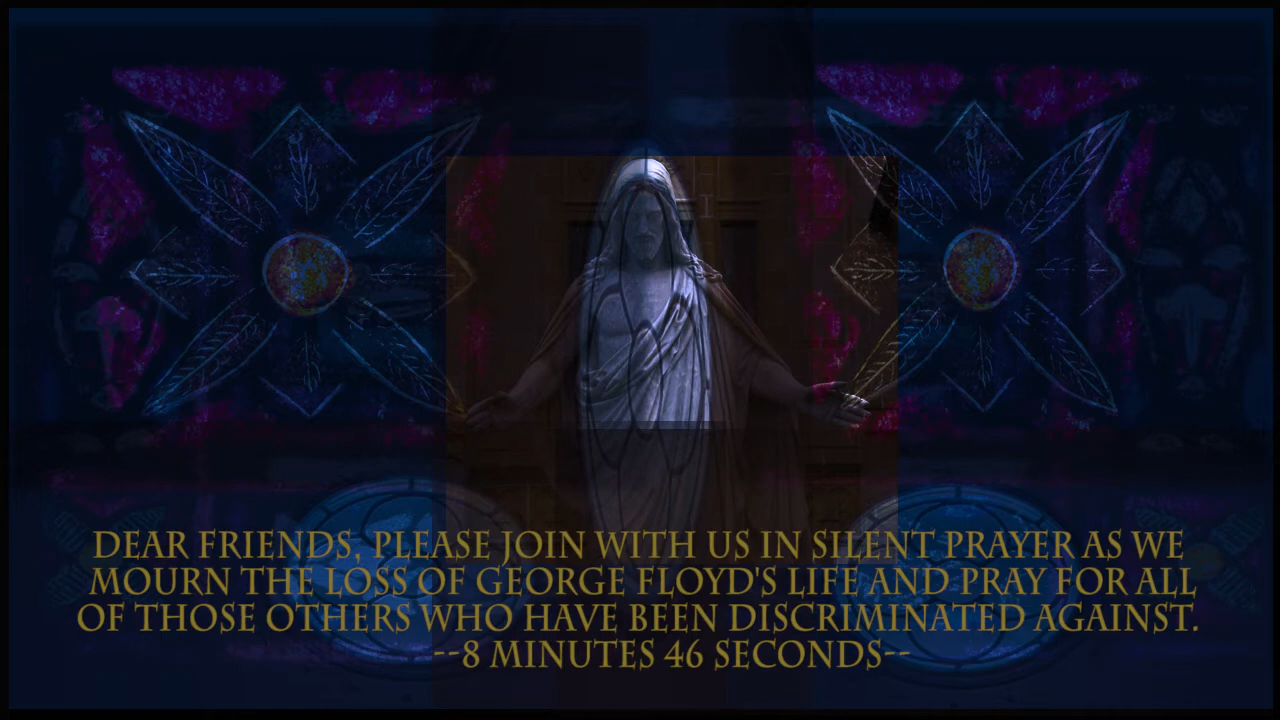 DEAR FRIENDS, PLEASE JOIN WITH US IN SILENT PRAYER AS WE
MOURN THE LOSS OF GEORGE FLOYD'S LIFE AND PRAY FOR ALL
OF THOSE OTHERS WHO HAVE BEEN DISCRIMINATED AGAINST.
--8 MINUTES 46 SECONDS--